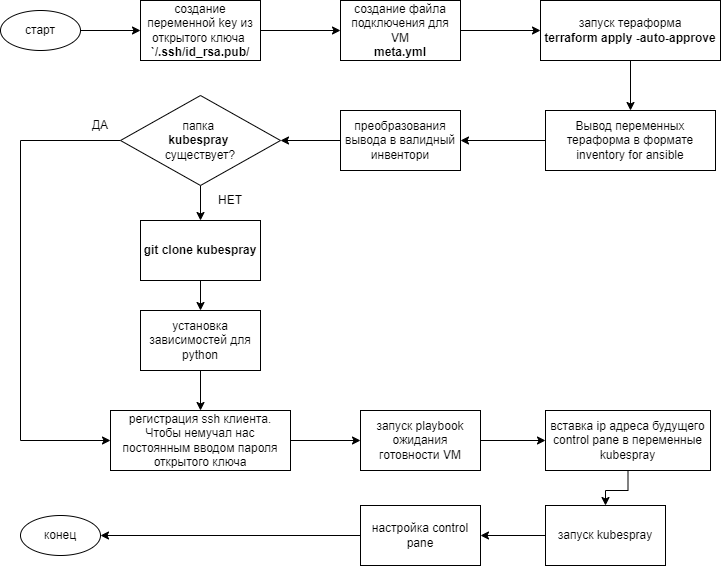 старт
создание
переменной key из
открытого ключа
`/.ssh/id_rsa.pub/
создание файла
подключения для
VM
meta.yml
запуск тераформа
terraform apply -auto-approve
Вывод переменных
тераформа в формате
inventory for ansible
преобразования
вывода в валидный
инвентори
папка
kubespray
существует?
ДА
НЕТ
git clone kubespray
установка
зависимостей для
python
регистрация ssh клиента.
Чтобы немучал нас
постоянным вводом пароля
открытого ключа
запуск playbook
ожидания
готовности VM
вставка ip адреса будущего
control pane в переменные
kubespray
запуск kubespray
настройка control
pane
конец